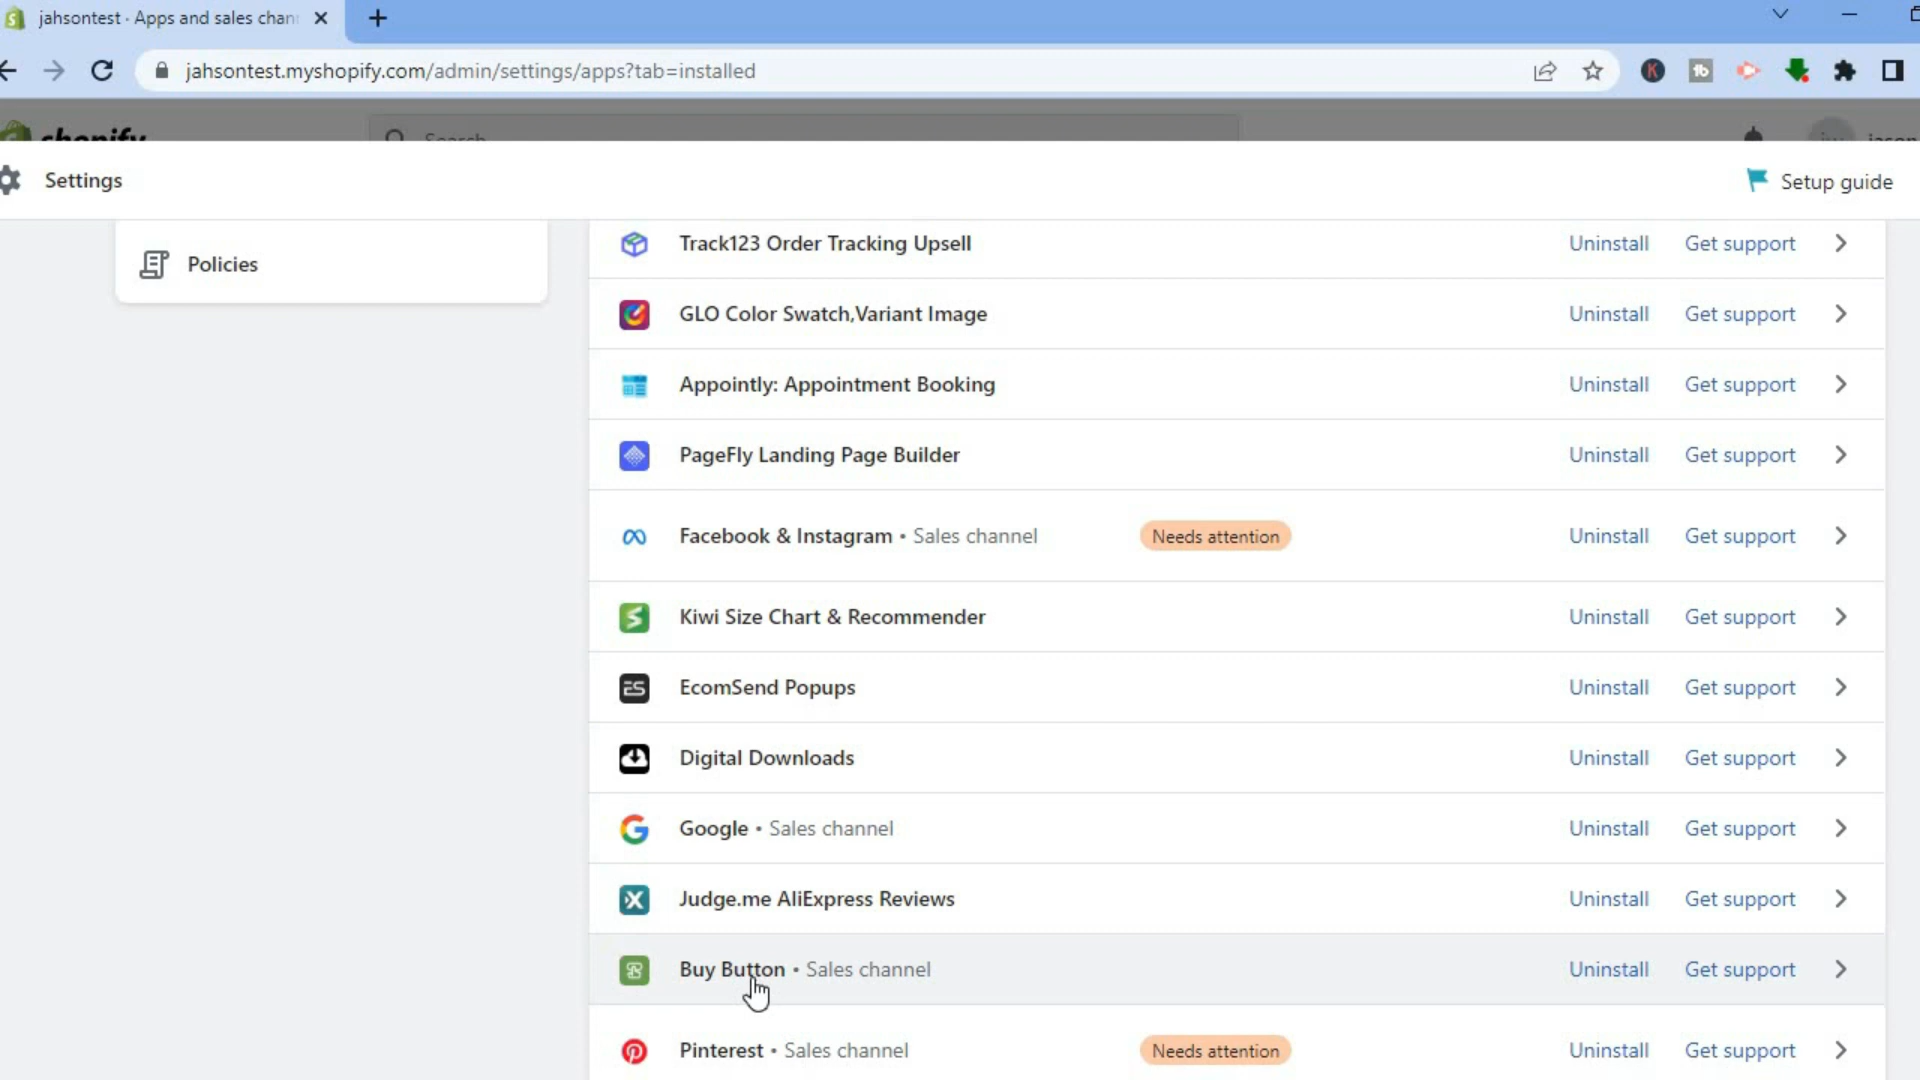 jahsontest · Apps and sales chan
jahsontest.myshopify.com/admin/settings/apps?tab=installed
shopify
Search
jason
Settings
Setup guide
Policies
Track123 Order Tracking Upsell Uninstall Get support
GLO Color Swatch,Variant Image Uninstall Get support
Appointly: Appointment Booking Uninstall Get support
PageFly Landing Page Builder Uninstall Get support
Facebook & Instagram • Sales channel Needs attention Uninstall Get support
Kiwi Size Chart & Recommender Uninstall Get support
ES EcomSend Popups Uninstall Get support
Digital Downloads Uninstall Get support
Google • Sales channel Uninstall Get support
Judge.me AliExpress Reviews Uninstall Get support
Buy Button • Sales channel Uninstall Get support
Pinterest • Sales channel Needs attention Uninstall Get support